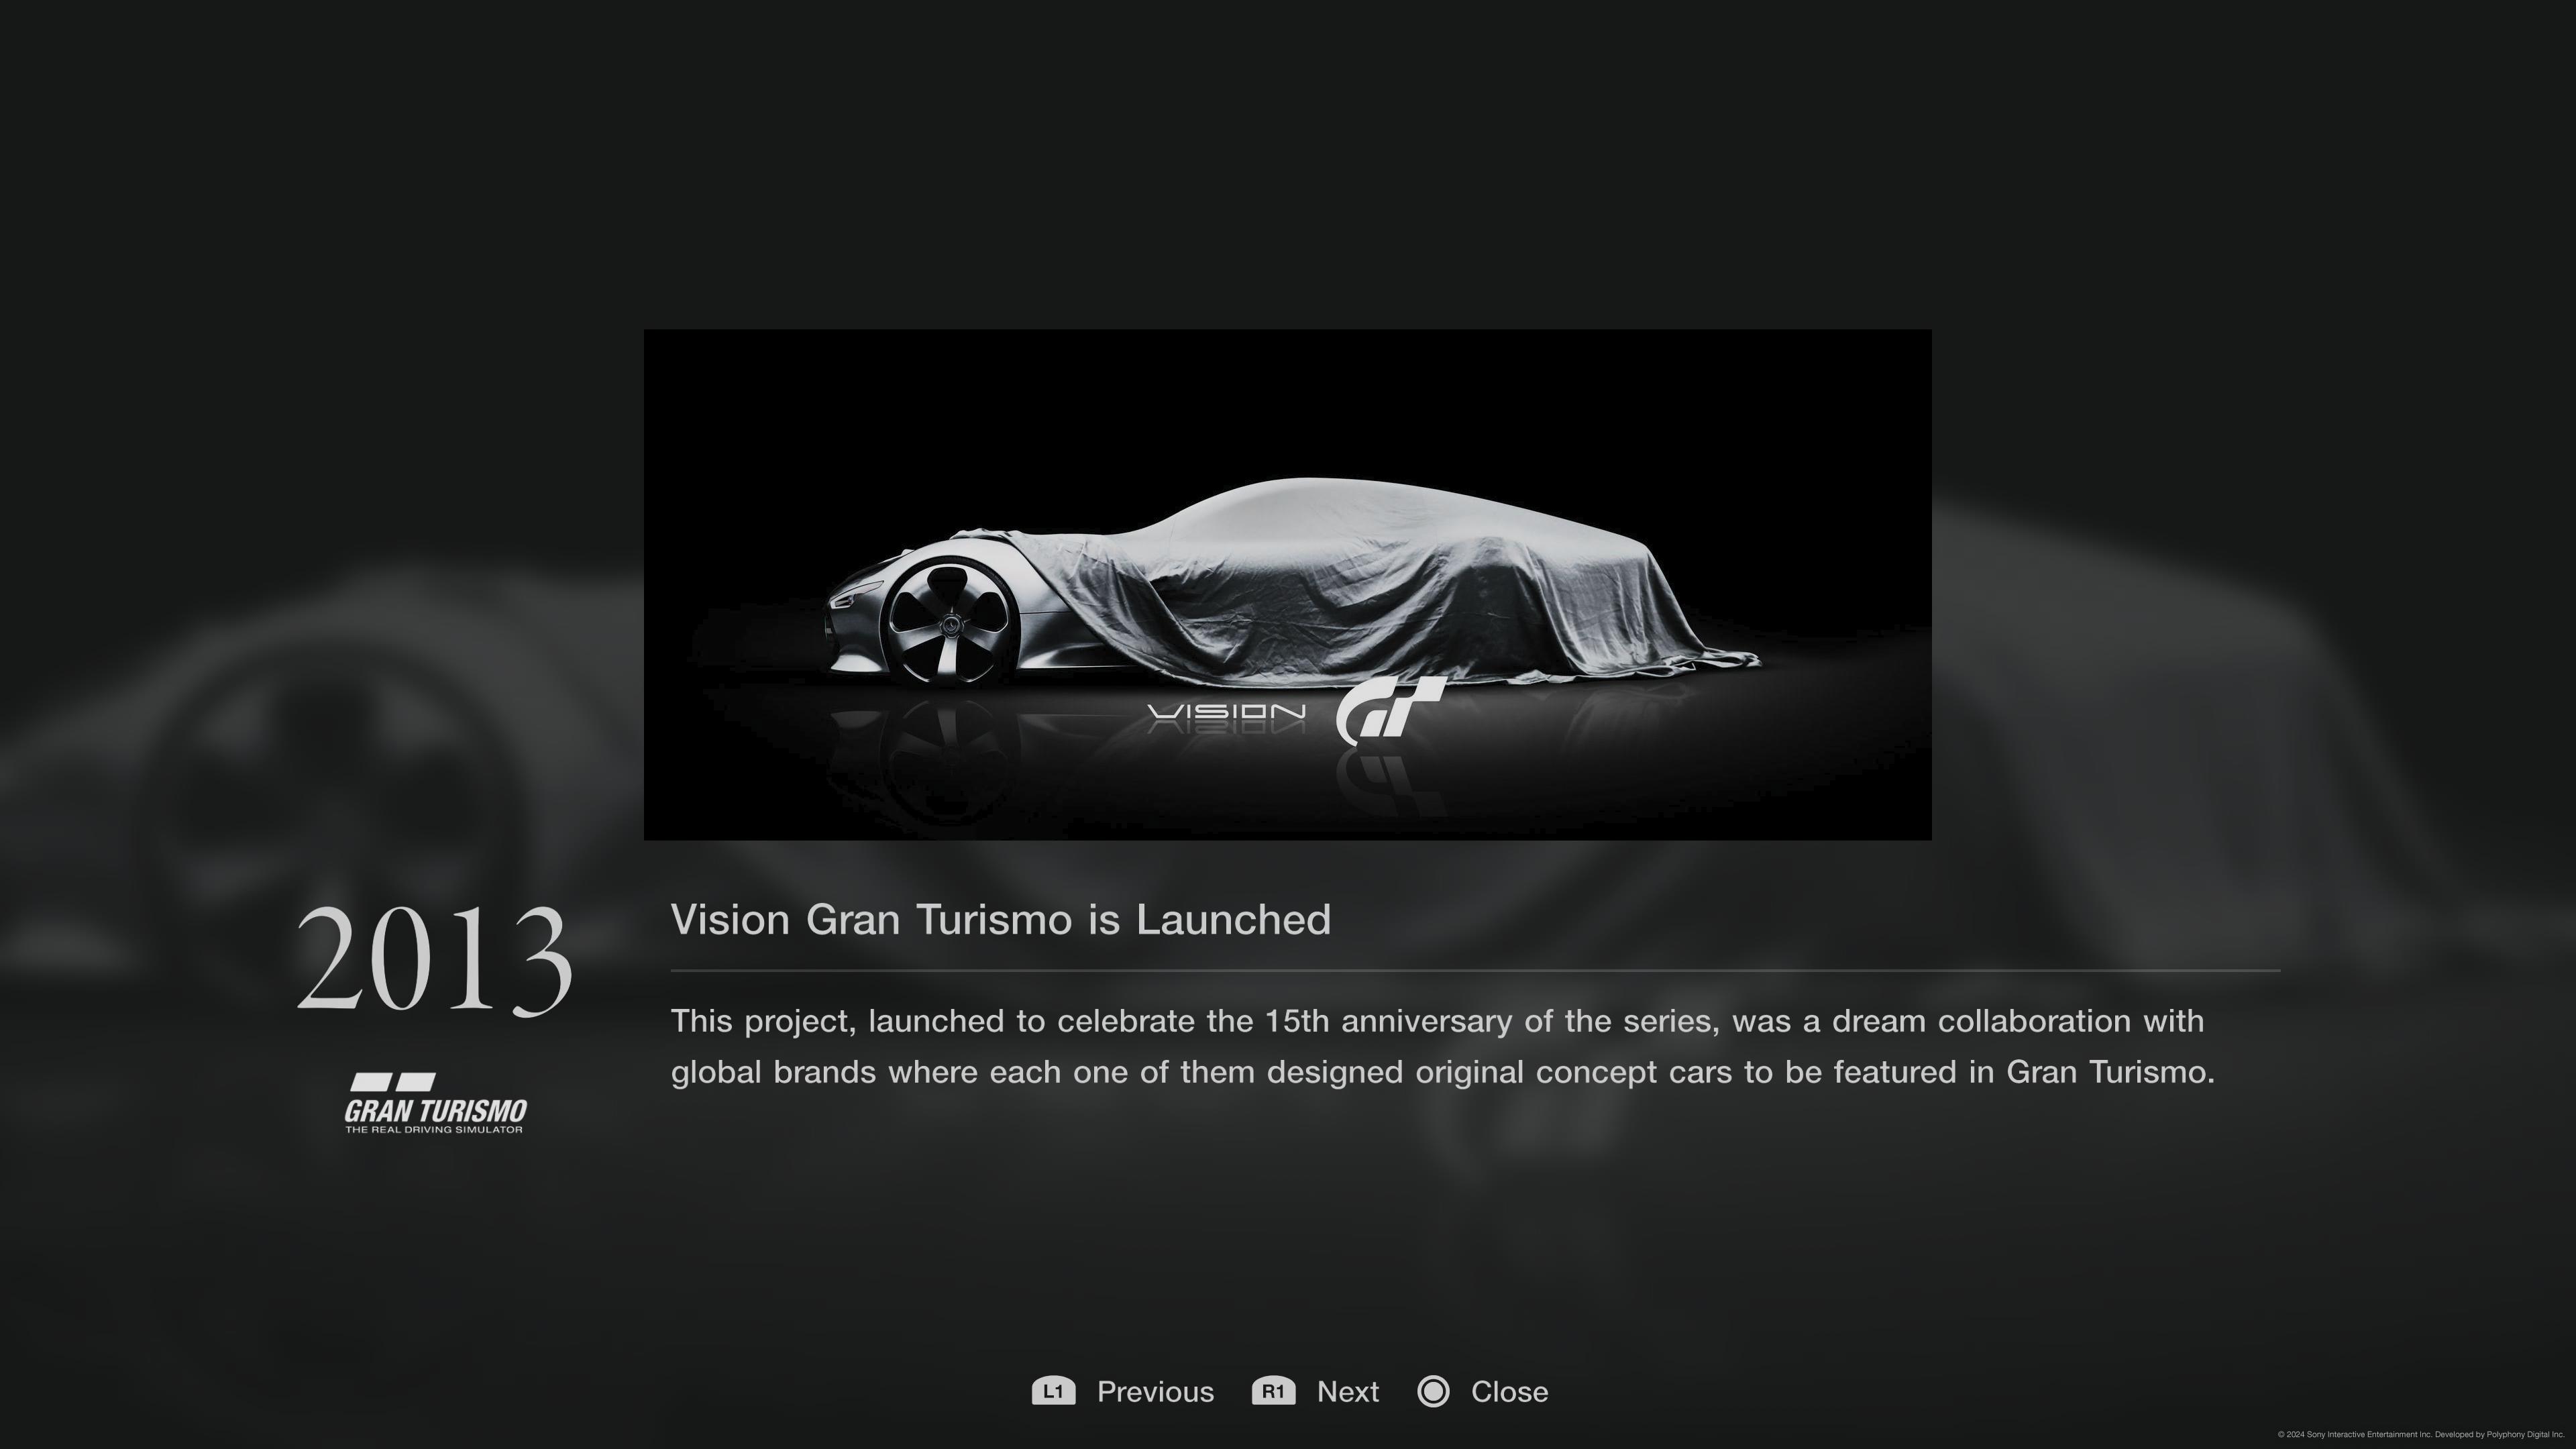 VISION GT
2013
GRAN TURISMO
THE REAL DRIVING SIMULATOR
Vision Gran Turismo is Launched
This project, launched to celebrate the 15th anniversary of the series, was a dream collaboration with
global brands where each one of them designed original concept cars to be featured in Gran Turismo.
L1 Previous R1 Next Close
© 2024 Sony Interactive Entertainment Inc. Developed by Polyphony Digital Inc.